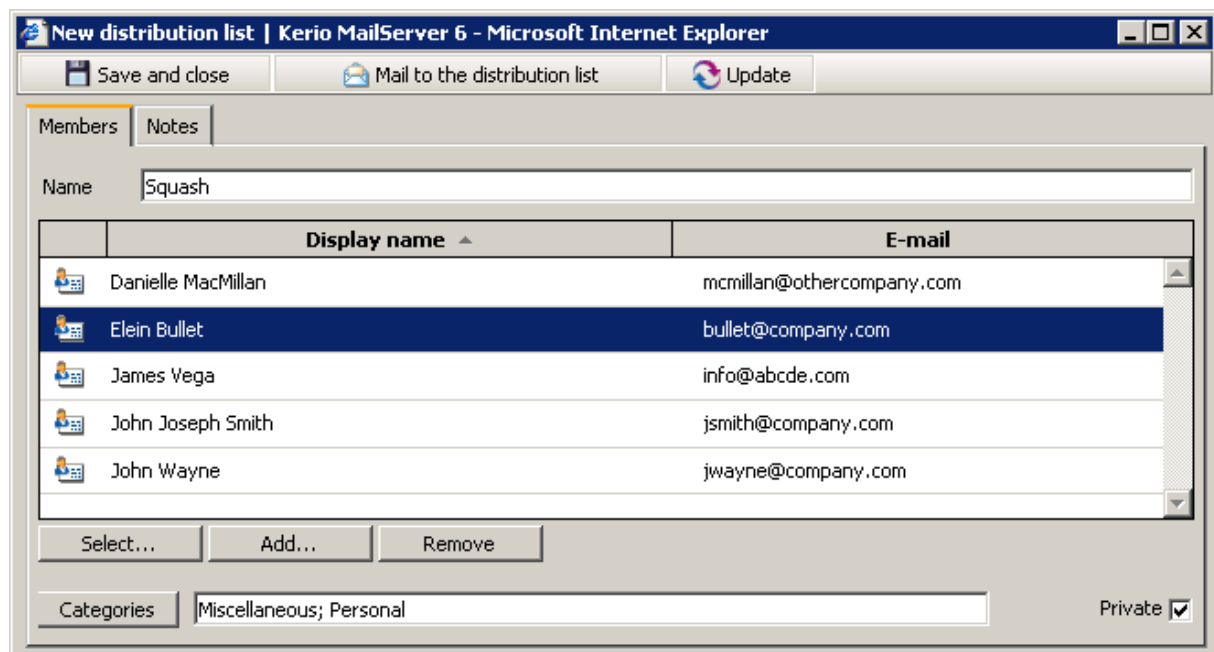 New distribution list | Kerio MailServer 6 - Microsoft Internet Explorer
Save and close Mail to the distribution list Update
Members Notes
Name Squash
Display name E-mail
Danielle MacMillan mcmillan@othercompany.com
Elein Bullet bullet@company.com
James Vega info@abcde.com
John Joseph Smith jsmith@company.com
John Wayne jwayne@company.com
Select... Add... Remove
Categories Miscellaneous; Personal Private